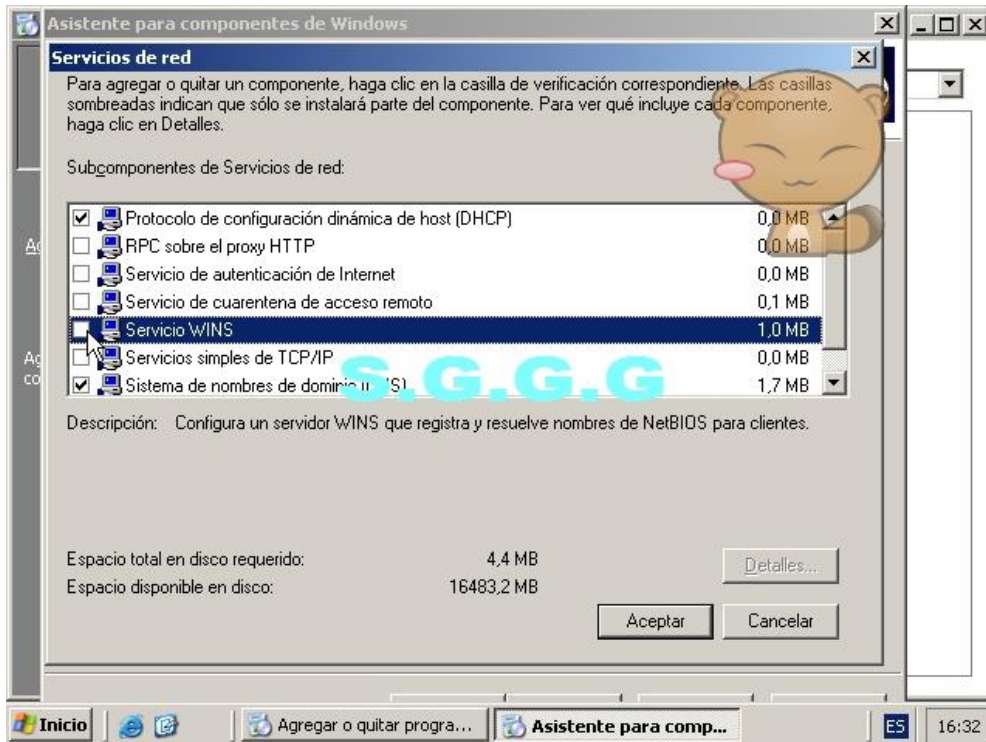 Asistente para componentes de Windows
Servicios de red
Para agregar o quitar un componente, haga clic en la casilla de verificación correspondiente. Las casillas
sombreadas indican que sólo se instalará parte del componente. Para ver qué incluye cada componente,
haga clic en Detalles.
Subcomponentes de Servicios de red:
Protocolo de configuración dinámica de host (DHCP) 0,0 MB
RPC sobre el proxy HTTP 0,0 MB
Servicio de autenticación de Internet 0,0 MB
Servicio de cuarentena de acceso remoto 0,1 MB
Servicio WINS 1,0 MB
Servicios simples de TCP/IP 0,0 MB
Sistema de nombres de dominio 1,7 MB
S.G.G.G
Descripción: Configura un servidor WINS que registra y resuelve nombres de NetBIOS para clientes.
Espacio total en disco requerido: 4,4 MB
Espacio disponible en disco: 16483,2 MB
Detalles...
Aceptar Cancelar
Inicio Agregar o quitar progra... Asistente para comp... ES 16:32